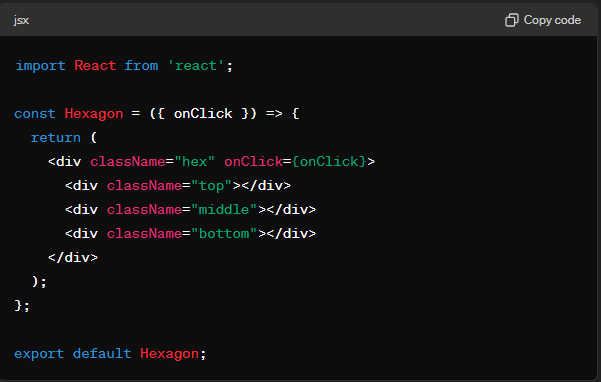 jsx
Copy code
import React from 'react';
const Hexagon = ({ onClick }) => {
  return (
    <div className="hex" onClick={onClick}>
      <div className="top"></div>
      <div className="middle"></div>
      <div className="bottom"></div>
    </div>
  );
};
export default Hexagon;